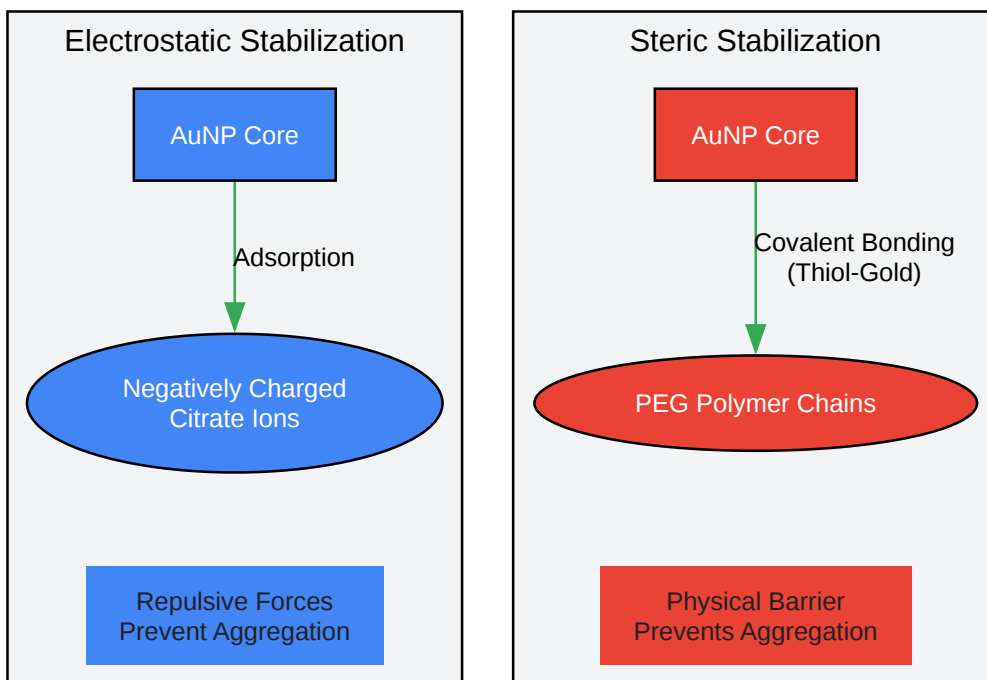 Electrostatic Stabilization
AuNP Core
Adsorption
Negatively Charged
Citrate Ions
Repulsive Forces
Prevent Aggregation
Steric Stabilization
AuNP Core
Covalent Bonding
(Thiol-Gold)
PEG Polymer Chains
Physical Barrier
Prevents Aggregation